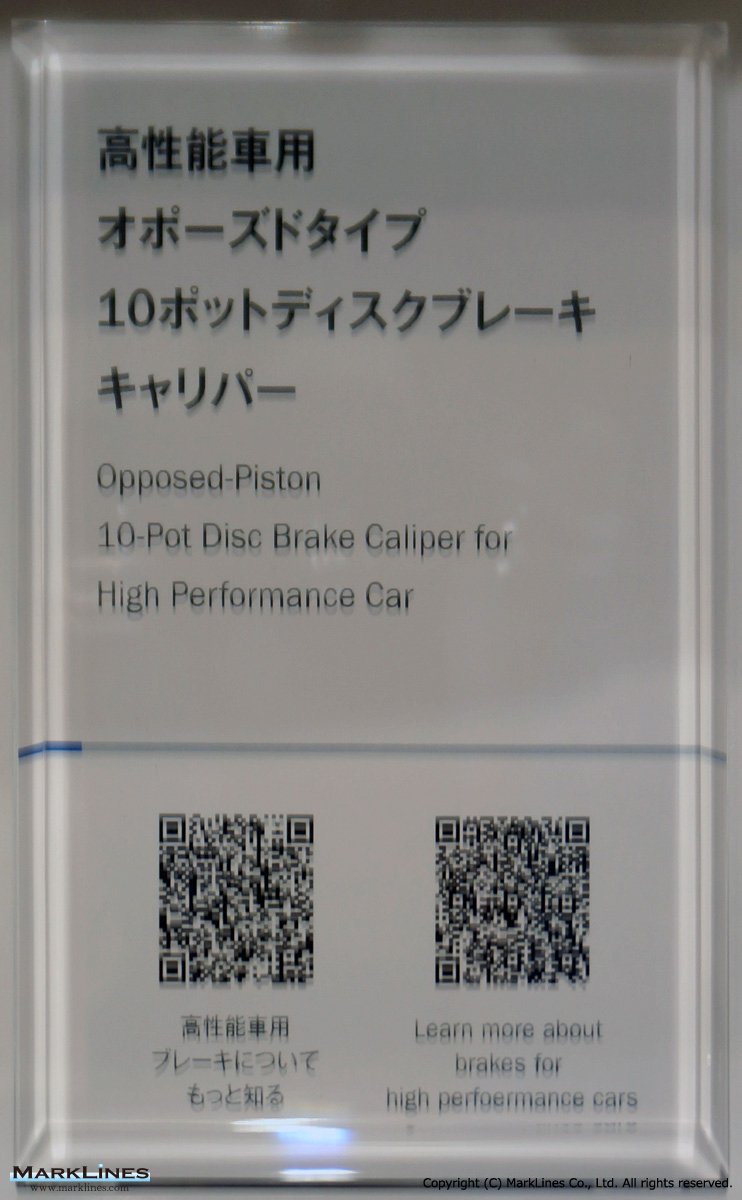 高性能車用
オポーズドタイプ
10ポットディスクブレーキ
キャリパー
Opposed-Piston
10-Pot Disc Brake Caliper for
High Performance Car
高性能車用
ブレーキについて
もっと知る
Learn more about
brakes for
high perfoermance cars
MARKLINES
www.marklines.com
Copyright (C) MarkLines Co., Ltd. All rights reserved.